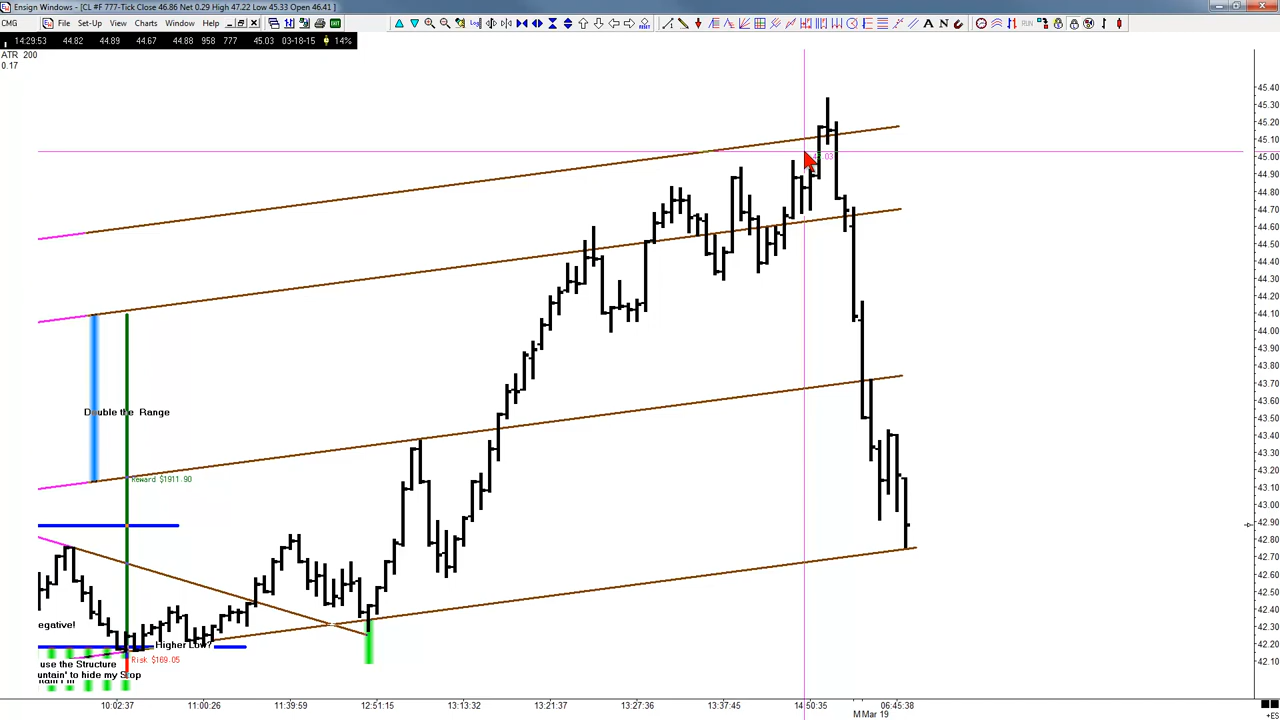 Ensign Windows - [CL #F 777-Tick Close 46.86 Net 0.29 High 47.22 Low 45.33 Open 46.41 ]
CMG File Set-Up View Charts Window Help
14:29:53 44.82 44.89 44.67 44.88 958 777 45.03 03-18-15 14%
ATR 200
0.17
45.40
45.30
45.20
45.10
45.00
44.90
44.80
44.70
44.60
44.50
44.40
44.30
44.20
44.10
44.00
43.90
43.80
43.70
43.60
43.50
43.40
43.30
43.20
43.10
43.00
42.90
42.80
42.70
42.60
42.50
42.40
42.30
42.20
42.10
Double the Range
Reward $1911.90
egative!
Higher Low?
Risk $169.05
use the Structure
untain' to hide my Stop
10:02:37 11:00:26 11:39:59 12:51:15 13:13:32 13:21:37 13:27:36 13:37:45 14:50:35 06:45:38
M Mar 19
+ES